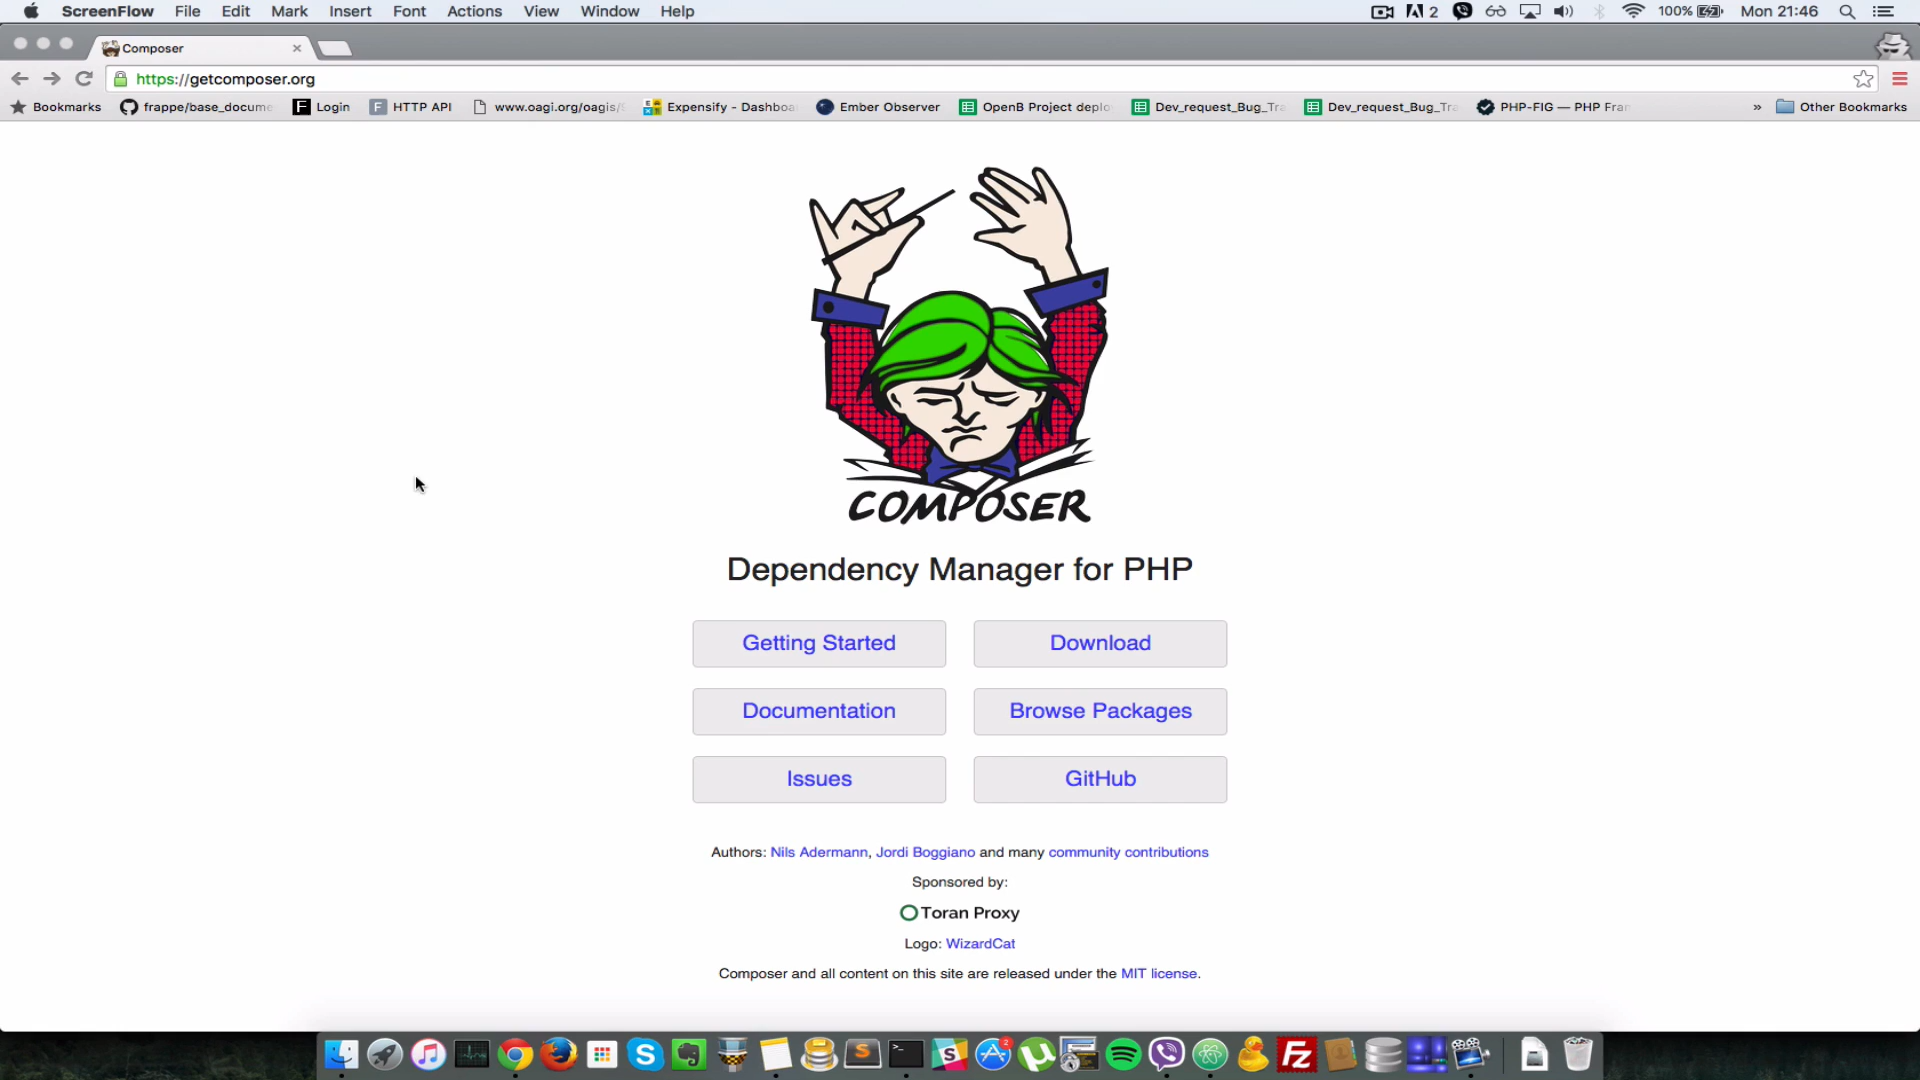 ScreenFlow File Edit Mark Insert Font Actions View Window Help 2 100% Mon 21:46
Composer
https://getcomposer.org
Bookmarks frappe/base_docume Login HTTP API www.oagi.org/oagis/ Expensify - Dashboa Ember Observer OpenB Project deplo Dev_request_Bug_Tra Dev_request_Bug_Tra PHP-FIG — PHP Fram » Other Bookmarks
COMPOSER
Dependency Manager for PHP
Getting Started Download
Documentation Browse Packages
Issues GitHub
Authors: Nils Adermann, Jordi Boggiano and many community contributions
Sponsored by:
Toran Proxy
Logo: WizardCat
Composer and all content on this site are released under the MIT license.